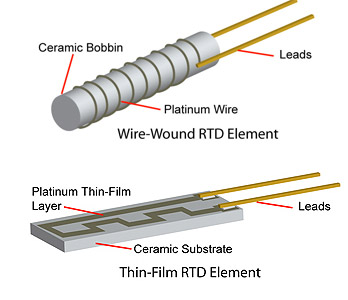 Ceramic Bobbin
Leads
Platinum Wire
Wire-Wound RTD Element
Platinum Thin-Film
Layer
Leads
Ceramic Substrate
Thin-Film RTD Element